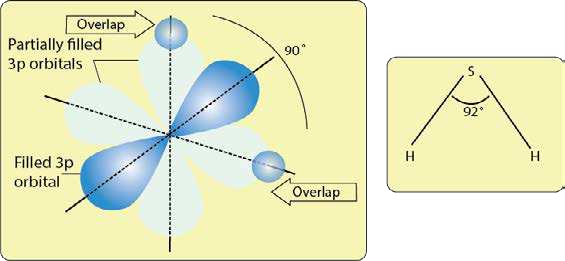 Overlap
Partially filled
3p orbitals
90°
Filled 3p
orbital
Overlap
S
92°
H
H